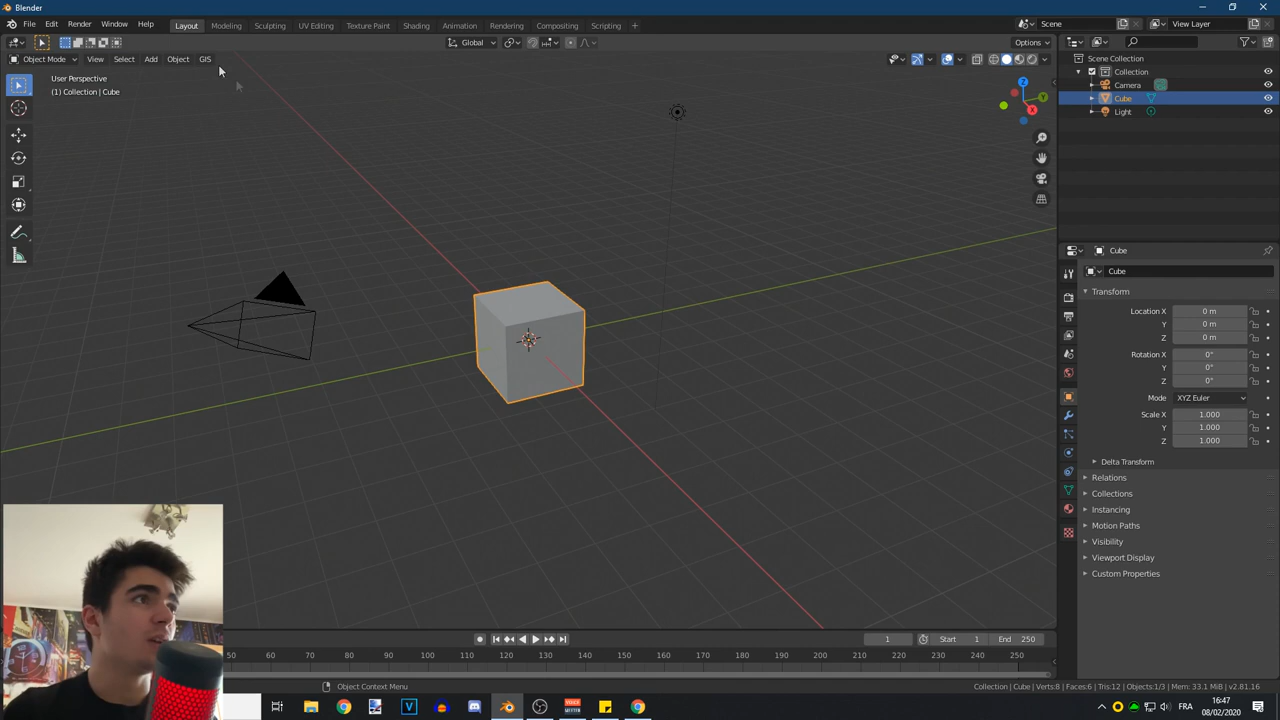 Blender
File Edit Render Window Help Layout Modeling Sculpting UV Editing Texture Paint Shading Animation Rendering Compositing Scripting + Scene View Layer
Global Options
Object Mode View Select Add Object GIS
User Perspective
(1) Collection | Cube
Z
Y
X
Scene Collection
Collection
Camera
Cube
Light
Cube
Cube
Transform
Location X 0 m
Y 0 m
Z 0 m
Rotation X 0°
Y 0°
Z 0°
Mode XYZ Euler
Scale X 1.000
Y 1.000
Z 1.000
Delta Transform
Relations
Collections
Instancing
Motion Paths
Visibility
Viewport Display
Custom Properties
1 Start 1 End 250
50 60 70 80 90 100 110 120 130 140 150 160 170 180 190 200 210 220 230 240 250
Object Context Menu Collection | Cube | Verts:8 | Faces:6 | Tris:12 | Objects:1/3 | Mem: 33.1 MiB | v2.81.16
VOICE MEETER
FRA
16:47
08/02/2020